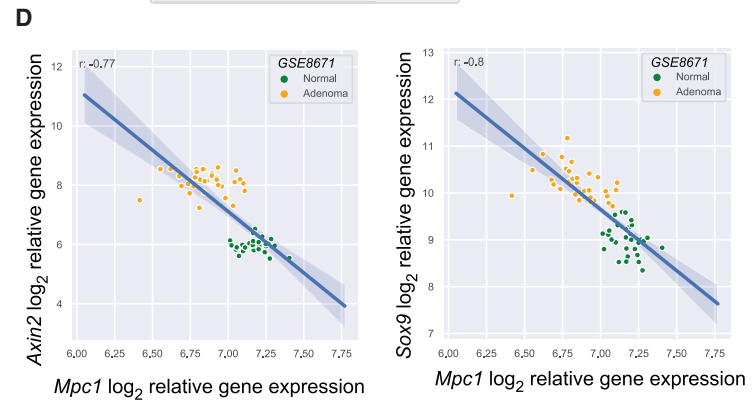 D
Axin2 log2 relative gene expression
r: -0.77
GSE8671
Normal
Adenoma
12
10
8
6
4
6.00 6.25 6.50 6.75 7.00 7.25 7.50 7.75
Mpc1 log2 relative gene expression
Sox9 log2 relative gene expression
r: -0.8
GSE8671
Normal
Adenoma
13
12
11
10
9
8
7
6.00 6.25 6.50 6.75 7.00 7.25 7.50 7.75
Mpc1 log2 relative gene expression